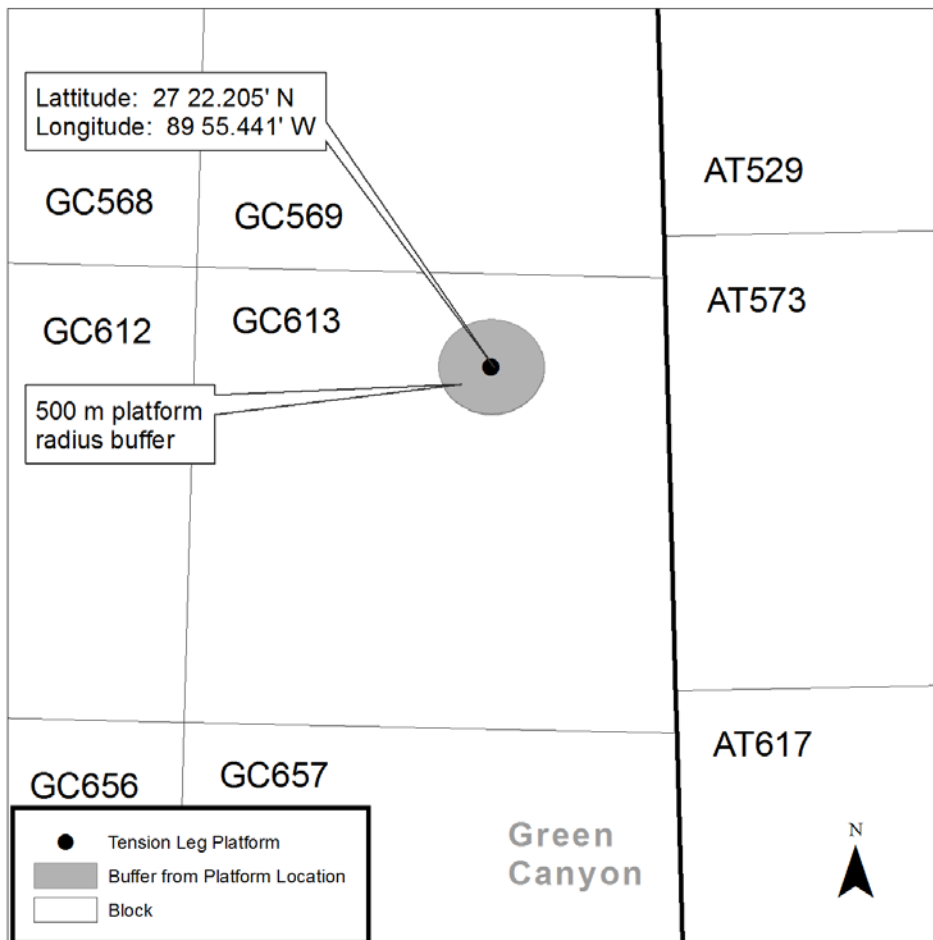 Lattitude:  27 22.205' N
Longitude:  89 55.441' W
AT529
GC568
GC569
AT573
GC612
GC613
500 m platform
radius buffer
AT617
GC656
GC657
Green
Canyon
N
Tension Leg Platform
Buffer from Platform Location
Block